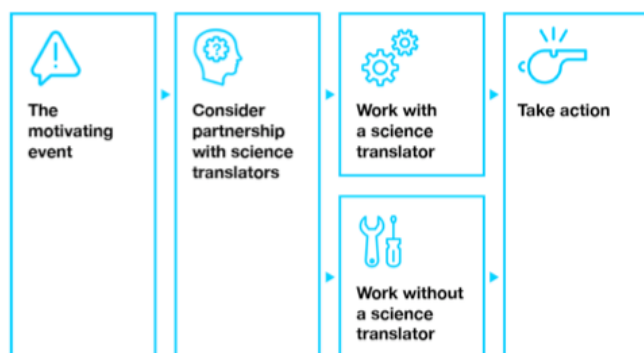 The
motivating
event
Consider
partnership
with science
translators
Work with
a science
translator
Work without
a science
translator
Take action